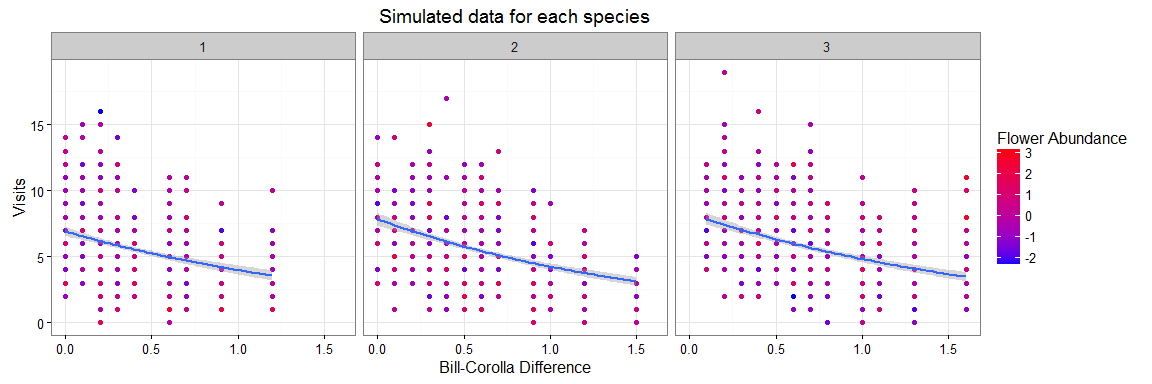 Simulated data for each species
1 2 3
Visits
15
10
5
0
0.0 0.5 1.0 1.5 0.0 0.5 1.0 1.5 0.0 0.5 1.0 1.5
Bill-Corolla Difference
Flower Abundance
3
2
1
0
-1
-2